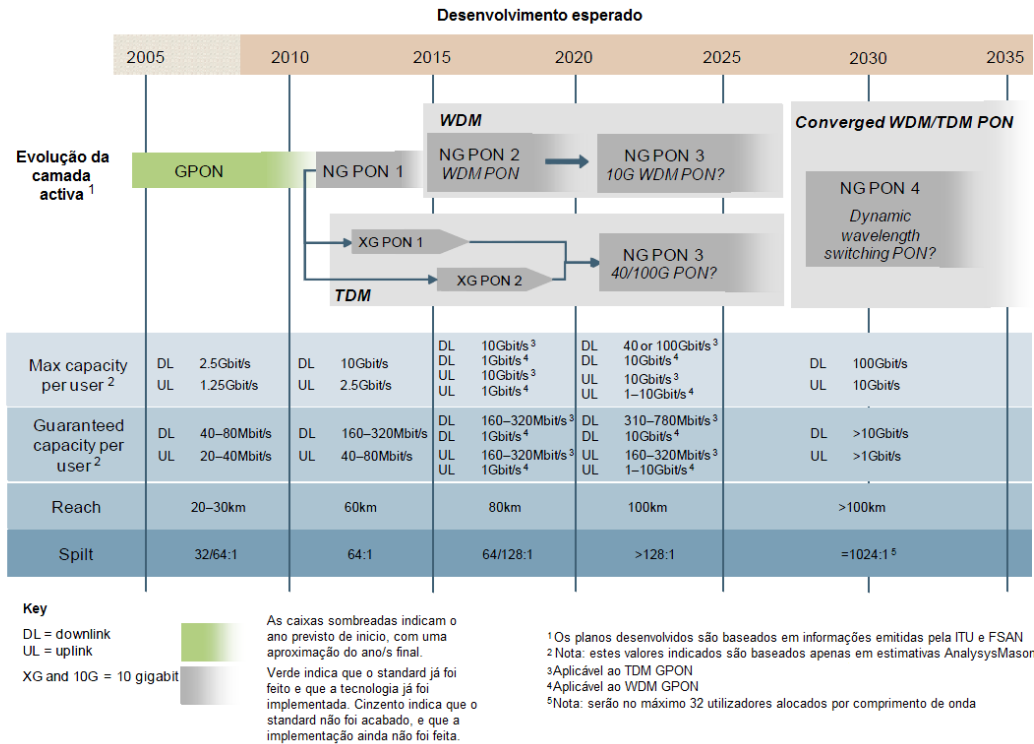 Desenvolvimento esperado
2005 2010 2015 2020 2025 2030 2035
Evolução da
camada
activa 1
GPON
NG PON 1
WDM
NG PON 2
WDM PON
NG PON 3
10G WDM PON?
XG PON 1
XG PON 2
TDM
NG PON 3
40/100G PON?
Converged WDM/TDM PON
NG PON 4
Dynamic
wavelength
switching PON?
Max capacity
per user 2
DL 2.5Gbit/s
UL 1.25Gbit/s
DL 10Gbit/s
UL 2.5Gbit/s
DL 10Gbit/s 3
DL 1Gbit/s 4
UL 10Gbit/s 3
UL 1Gbit/s 4
DL 40 or 100Gbit/s 3
DL 10Gbit/s 4
UL 10Gbit/s 3
UL 1–10Gbit/s 4
DL 100Gbit/s
UL 10Gbit/s
Guaranteed
capacity per
user 2
DL 40–80Mbit/s
UL 20–40Mbit/s
DL 160–320Mbit/s
UL 40–80Mbit/s
DL 160–320Mbit/s 3
DL 1Gbit/s 4
UL 160–320Mbit/s 3
UL 1Gbit/s 4
DL 310–780Mbit/s 3
DL 10Gbit/s 4
UL 160–320Mbit/s 3
UL 1–10Gbit/s 4
DL >10Gbit/s
UL >1Gbit/s
Reach 20–30km 60km 80km 100km >100km
Spilt 32/64:1 64:1 64/128:1 >128:1 =1024:1 5
Key
DL = downlink
UL = uplink
XG and 10G = 10 gigabit
As caixas sombreadas indicam o
ano previsto de inicio, com uma
aproximação do ano/s final.
Verde indica que o standard já foi
feito e que a tecnologia já foi
implementada. Cinzento indica que o
standard não foi acabado, e que a
implementação ainda não foi feita.
1 Os planos desenvolvidos são baseados em informações emitidas pela ITU e FSAN
2 Nota: estes valores indicados são baseados apenas em estimativas AnalysysMason
3 Aplicável ao TDM GPON
4 Aplicável ao WDM GPON
5 Nota: serão no máximo 32 utilizadores alocados por comprimento de onda